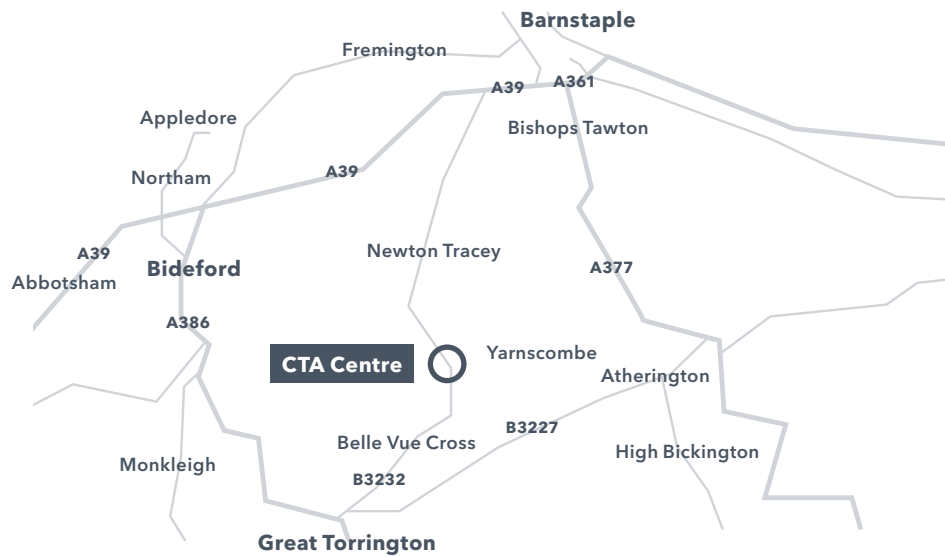 Barnstaple
Fremington
A39
A361
Appledore
Bishops Tawton
A39
Northam
A39
Newton Tracey
Bideford
A377
Abbotsham
A386
CTA Centre
Yarnscombe
Atherington
B3227
Belle Vue Cross
High Bickington
Monkleigh
B3232
Great Torrington